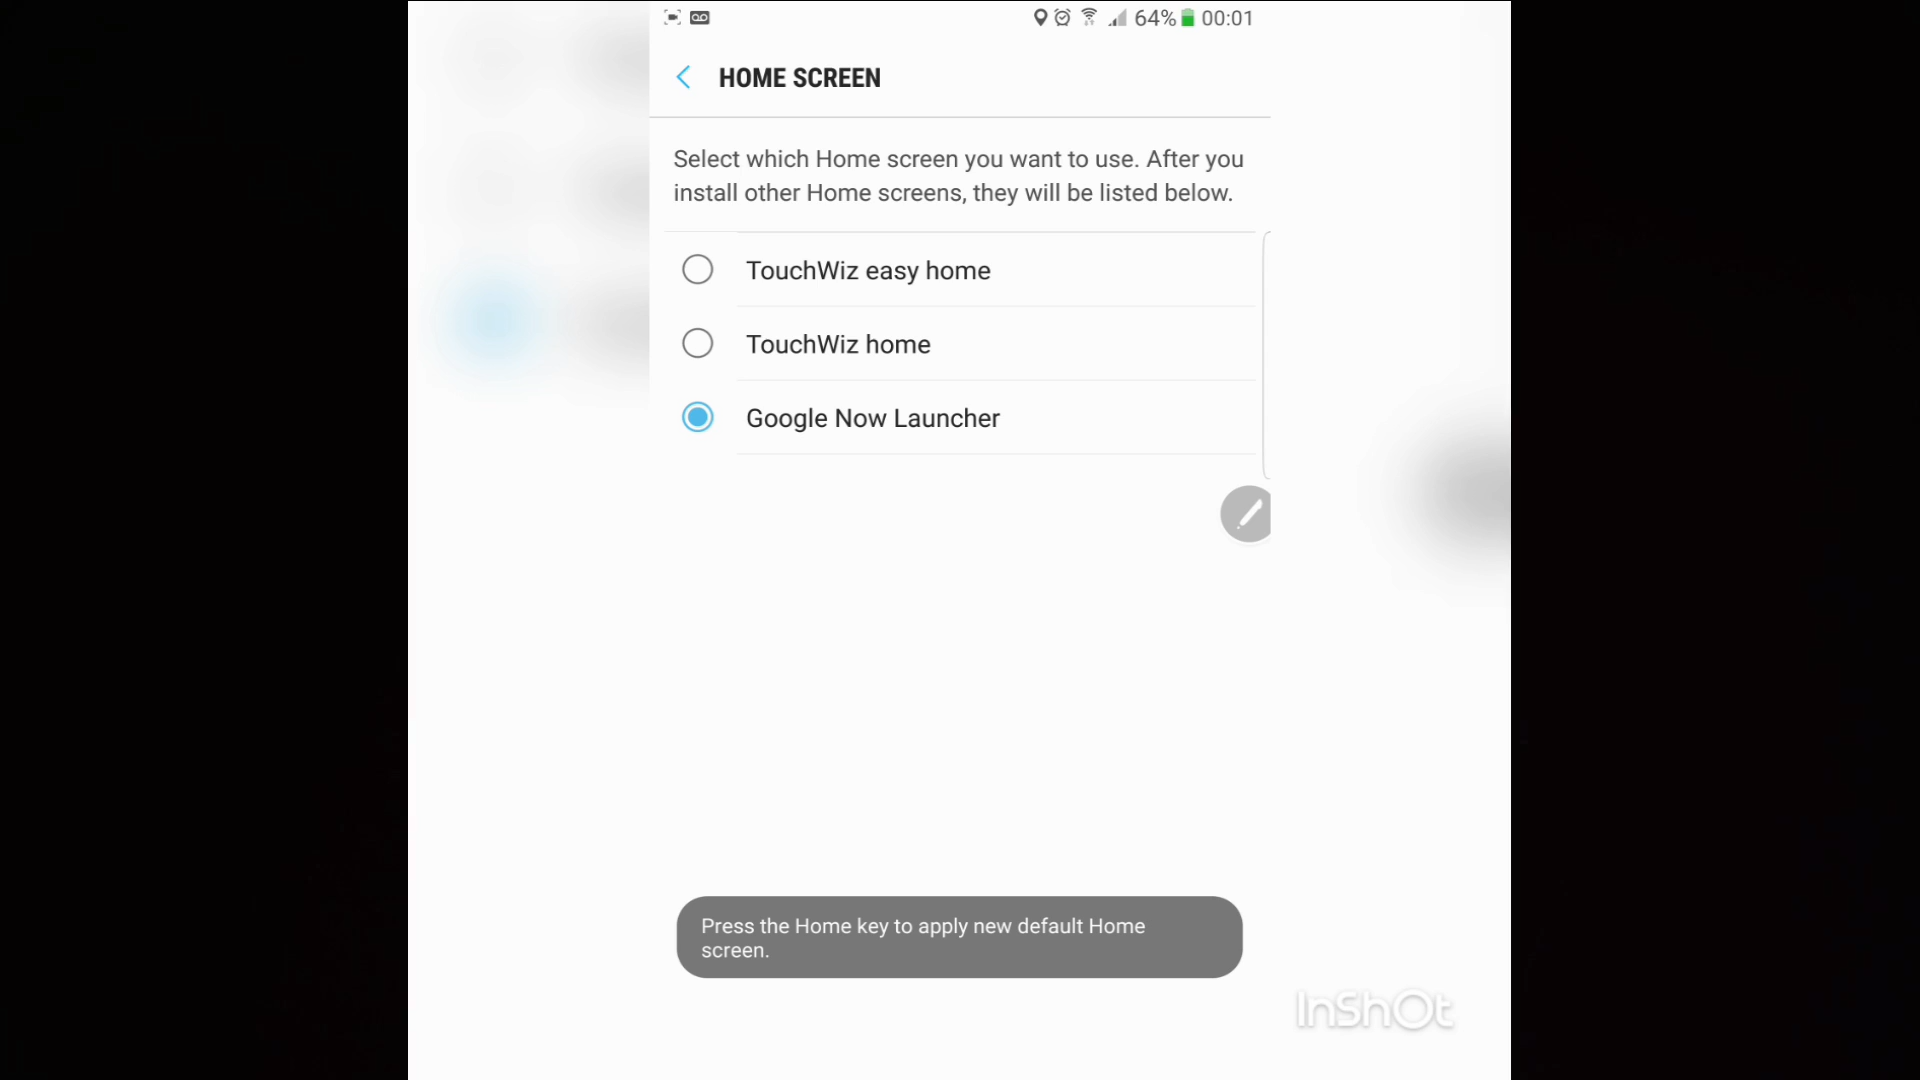 64% 00:01
HOME SCREEN
Select which Home screen you want to use. After you
install other Home screens, they will be listed below.
TouchWiz easy home
TouchWiz home
Google Now Launcher
Press the Home key to apply new default Home
screen.
InShOt